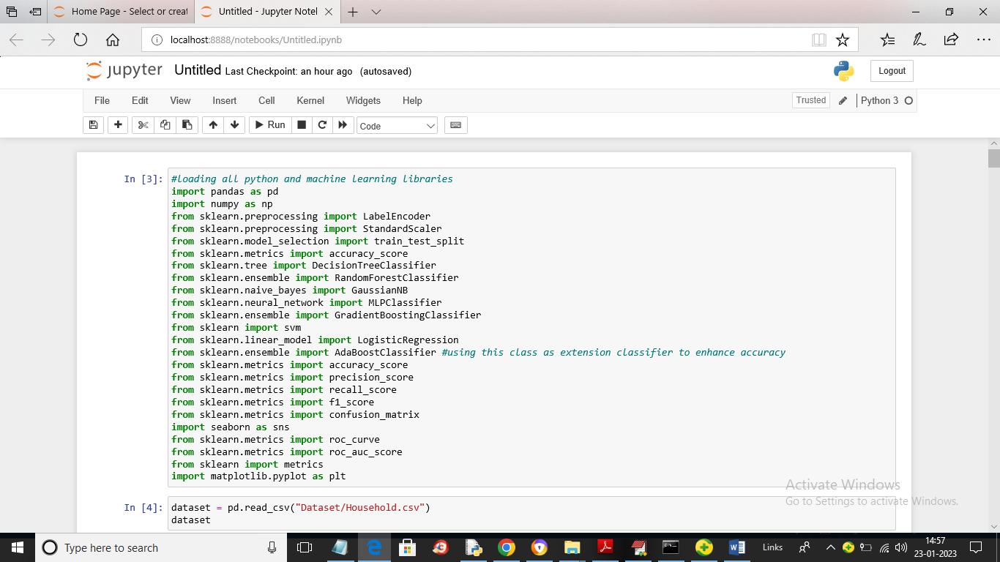 Home Page - Select or creat
Untitled - Jupyter Notel
localhost:8888/notebooks/Untitled.ipynb
jupyter Untitled Last Checkpoint: an hour ago (autosaved)
Logout
File Edit View Insert Cell Kernel Widgets Help
Trusted Python 3
Run Code
In [3]: #loading all python and machine learning libraries
import pandas as pd
import numpy as np
from sklearn.preprocessing import LabelEncoder
from sklearn.preprocessing import StandardScaler
from sklearn.model_selection import train_test_split
from sklearn.metrics import accuracy_score
from sklearn.tree import DecisionTreeClassifier
from sklearn.ensemble import RandomForestClassifier
from sklearn.naive_bayes import GaussianNB
from sklearn.neural_network import MLPClassifier
from sklearn.ensemble import GradientBoostingClassifier
from sklearn import svm
from sklearn.linear_model import LogisticRegression
from sklearn.ensemble import AdaBoostClassifier #using this class as extension classifier to enhance accuracy
from sklearn.metrics import accuracy_score
from sklearn.metrics import precision_score
from sklearn.metrics import recall_score
from sklearn.metrics import f1_score
from sklearn.metrics import confusion_matrix
import seaborn as sns
from sklearn.metrics import roc_curve
from sklearn.metrics import roc_auc_score
from sklearn import metrics
import matplotlib.pyplot as plt
Activate Windows
Go to Settings to activate Windows.
In [4]: dataset = pd.read_csv("Dataset/Household.csv")
dataset
Type here to search
Links
14:57
23-01-2023